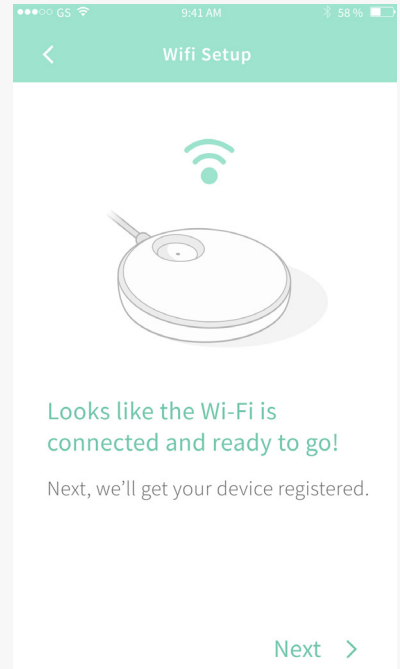 GS 9:41 AM 58 %
Wifi Setup
Looks like the Wi-Fi is
connected and ready to go!
Next, we’ll get your device registered.
Next